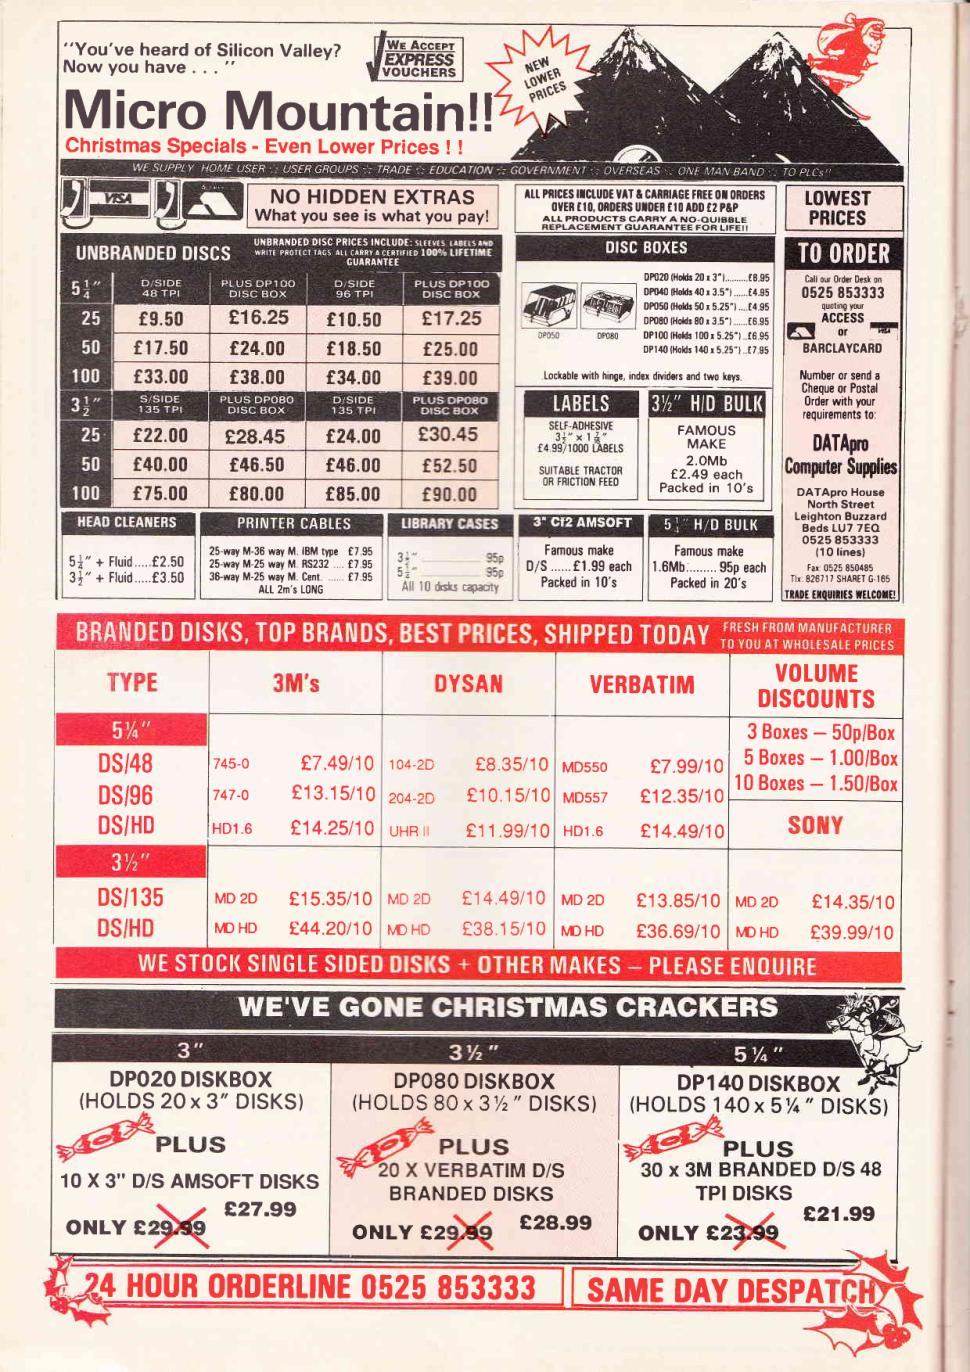 "You've heard of Silicon Valley?
Now you have . . . "
WE ACCEPT
EXPRESS
VOUCHERS
NEW
LOWER
PRICES
Micro Mountain!!
Christmas Specials - Even Lower Prices ! !
WE SUPPLY HOME USER ☆ USER GROUPS ☆ TRADE ☆ EDUCATION ☆ GOVERNMENT ☆ OVERSEAS ☆ ONE MAN BAND ☆ TO PLCs"
VISA
NO HIDDEN EXTRAS
What you see is what you pay!
ALL PRICES INCLUDE VAT & CARRIAGE FREE ON ORDERS
OVER £10, ORDERS UNDER £10 ADD £2 P&P
ALL PRODUCTS CARRY A NO-QUIBBLE
REPLACEMENT GUARANTEE FOR LIFE!!
LOWEST
PRICES
UNBRANDED DISCS
UNBRANDED DISC PRICES INCLUDE: SLEEVES, LABELS AND
WRITE PROTECT TAGS. ALL CARRY A CERTIFIED 100% LIFETIME
GUARANTEE
5 1/4" D/SIDE 48 TPI PLUS DP100 DISC BOX D/SIDE 96 TPI PLUS DP100 DISC BOX
25 £9.50 £16.25 £10.50 £17.25
50 £17.50 £24.00 £18.50 £25.00
100 £33.00 £38.00 £34.00 £39.00
3 1/2" S/SIDE 135 TPI PLUS DP080 DISC BOX D/SIDE 135 TPI PLUS DP080 DISC BOX
25 £22.00 £28.45 £24.00 £30.45
50 £40.00 £46.50 £46.00 £52.50
100 £75.00 £80.00 £85.00 £90.00
DISC BOXES
DP050
DP080
DP020 (Holds 20 x 3").........£8.95
DP040 (Holds 40 x 3.5") ......£4.95
DP050 (Holds 50 x 5.25") ...£4.95
DP080 (Holds 80 x 3.5") ......£6.95
DP100 (Holds 100 x 5.25") ..£6.95
DP140 (Holds 140 x 5.25") ..£7.95
Lockable with hinge, index dividers and two keys.
LABELS
SELF-ADHESIVE
£4.99/1000 LABELS
SUITABLE TRACTOR
OR FRICTION FEED
3½" H/D BULK
FAMOUS
MAKE
2.0Mb
£2.49 each
Packed in 10's
TO ORDER
Call our Order Desk on
0525 853333
quoting your
ACCESS
or
BARCLAYCARD
Number or send a
Cheque or Postal
Order with your
requirements to:
DATApro
Computer Supplies
DATApro House
North Street
Leighton Buzzard
Beds LU7 7EQ
0525 853333
(10 lines)
Fax: 0525 850485
Tlx: 826717 SHARET G-165
TRADE ENQUIRIES WELCOME!
HEAD CLEANERS
5 1/4" + Fluid.....£2.50
3 1/2" + Fluid.....£3.50
PRINTER CABLES
25-way M-36 way M. IBM type £7.95
25-way M-25 way M. RS232 .... £7.95
36-way M-25 way M. Cent. ..... £7.95
ALL 2m's LONG
LIBRARY CASES
3 1/2" .................. 95p
5 1/4" .................. 95p
All 10 disks capacity
3" Cf2 AMSOFT
Famous make
D/S ......£1.99 each
Packed in 10's
5 1/4" H/D BULK
Famous make
1.6Mb:........ 95p each
Packed in 20's
BRANDED DISKS, TOP BRANDS, BEST PRICES, SHIPPED TODAY
FRESH FROM MANUFACTURER
TO YOU AT WHOLESALE PRICES
TYPE 3M's DYSAN VERBATIM VOLUME DISCOUNTS
5¼"
DS/48 745-0 £7.49/10 104-2D £8.35/10 MD550 £7.99/10
DS/96 747-0 £13.15/10 204-2D £10.15/10 MD557 £12.35/10
DS/HD HD1.6 £14.25/10 UHR II £11.99/10 HD1.6 £14.49/10
3 Boxes – 50p/Box
5 Boxes – 1.00/Box
10 Boxes – 1.50/Box
SONY
3½"
DS/135 MD 2D £15.35/10 MD 2D £14.49/10 MD 2D £13.85/10 MD 2D £14.35/10
DS/HD MD HD £44.20/10 MD HD £38.15/10 MD HD £36.69/10 MD HD £39.99/10
WE STOCK SINGLE SIDED DISKS + OTHER MAKES – PLEASE ENQUIRE
WE'VE GONE CHRISTMAS CRACKERS
3"
DP020 DISKBOX
(HOLDS 20 x 3" DISKS)
PLUS
10 X 3" D/S AMSOFT DISKS
£27.99
ONLY £29.99
3½"
DP080 DISKBOX
(HOLDS 80 x 3½" DISKS)
PLUS
20 X VERBATIM D/S
BRANDED DISKS
£28.99
ONLY £29.99
5¼"
DP140 DISKBOX
(HOLDS 140 x 5¼" DISKS)
PLUS
30 x 3M BRANDED D/S 48
TPI DISKS
£21.99
ONLY £23.99
24 HOUR ORDERLINE 0525 853333
SAME DAY DESPATCH